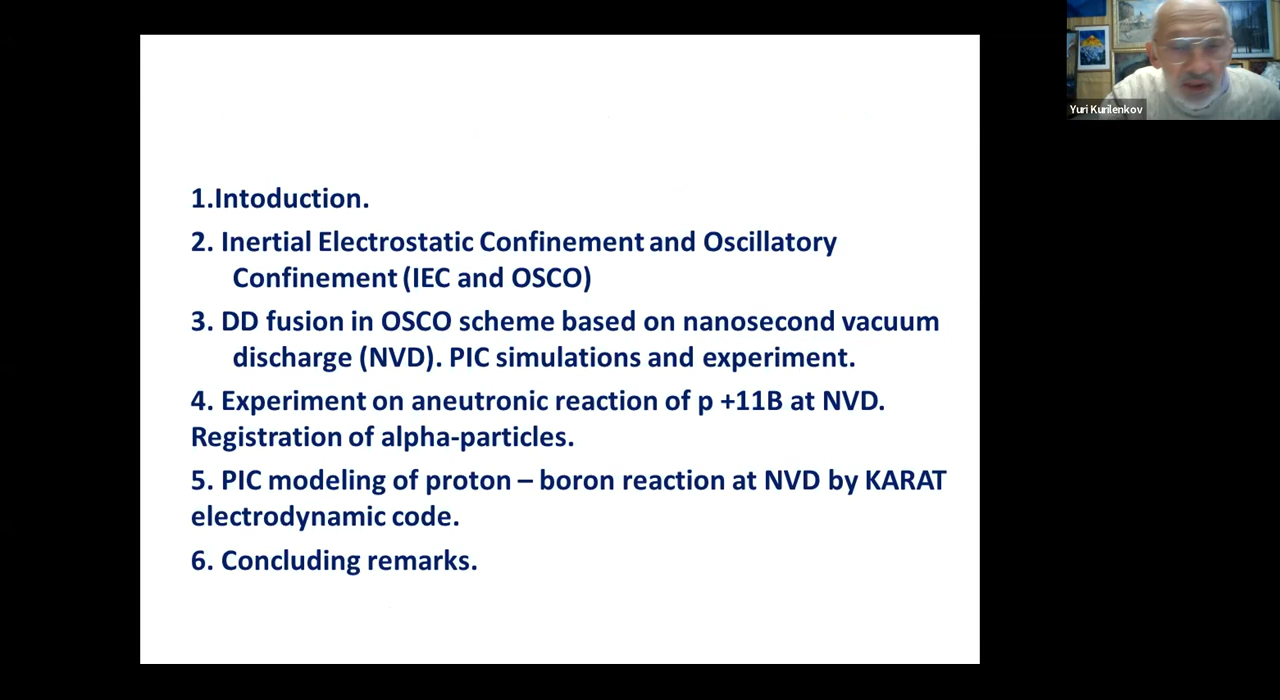 Yuri Kurilenkov
1.Intoduction.
2. Inertial Electrostatic Confinement and Oscillatory
Confinement (IEC and OSCO)
3. DD fusion in OSCO scheme based on nanosecond vacuum
discharge (NVD). PIC simulations and experiment.
4. Experiment on aneutronic reaction of p +11B at NVD.
Registration of alpha-particles.
5. PIC modeling of proton – boron reaction at NVD by KARAT
electrodynamic code.
6. Concluding remarks.